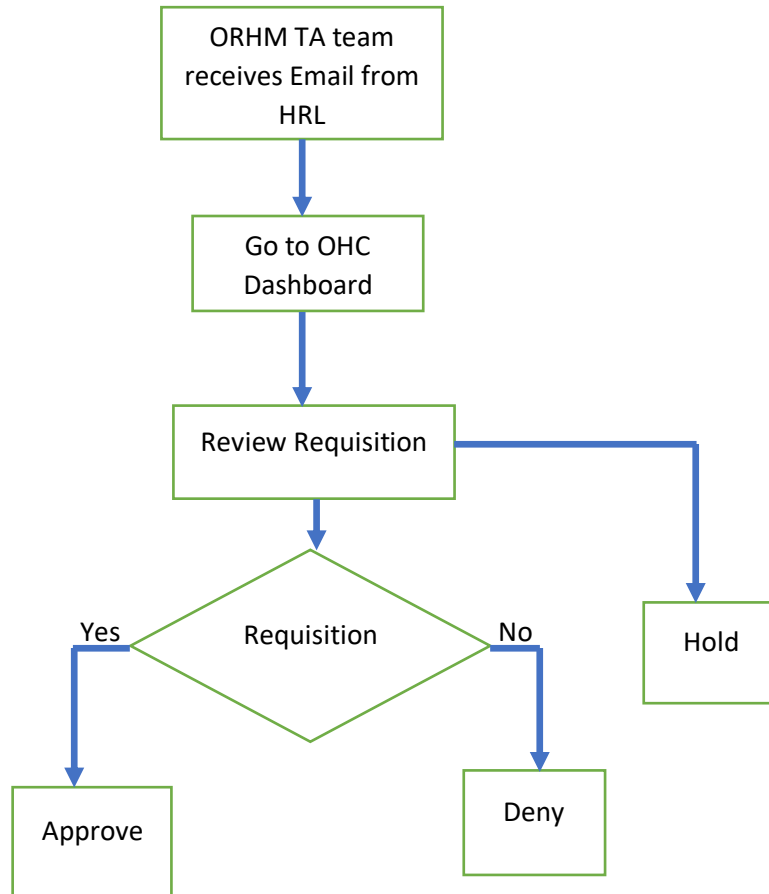 ORHM TA team
receives Email from
HRL
Go to OHC
Dashboard
Review Requisition
Yes
Requisition
No
Hold
Approve
Deny